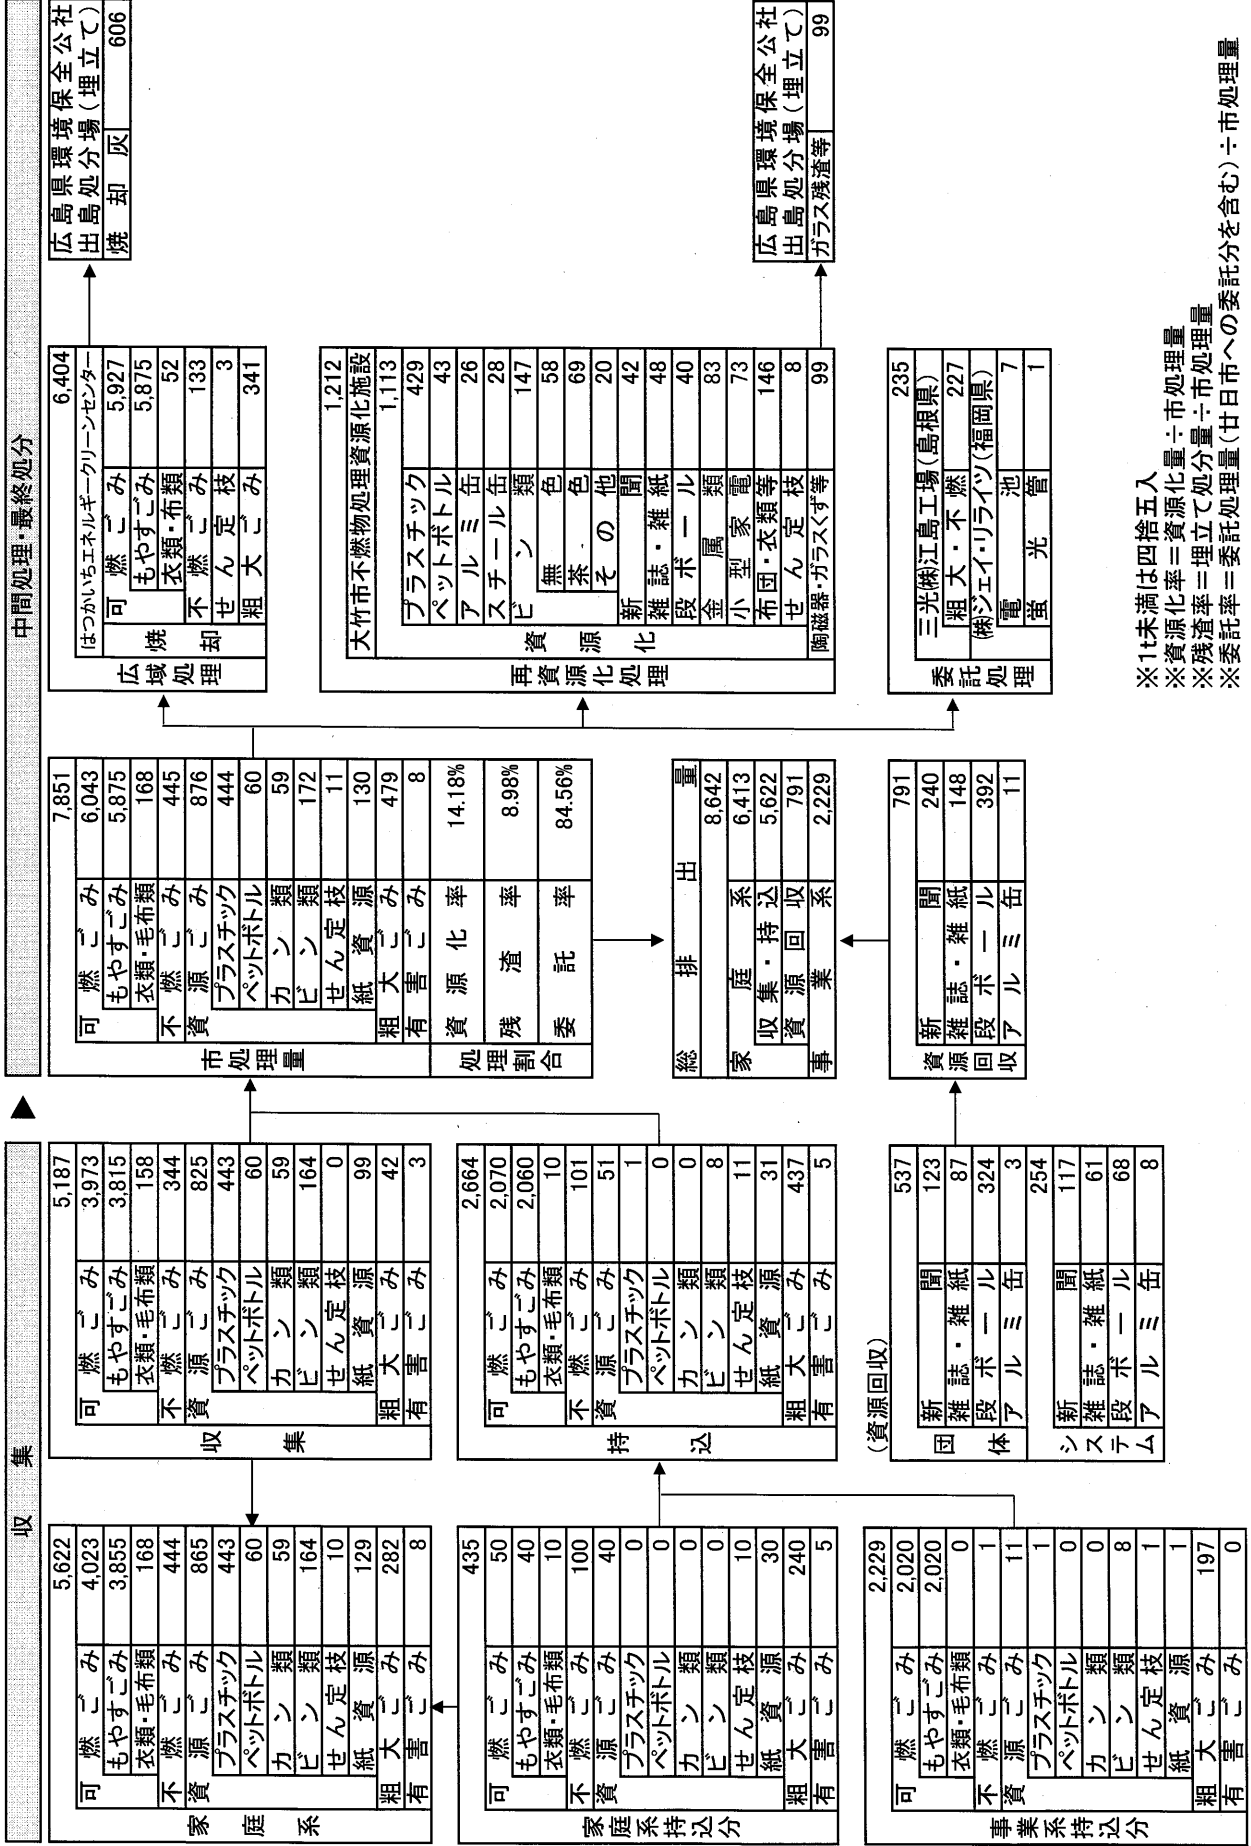 収集
▶
中間処理・最終処分
家庭系 5,622
可燃ごみ 4,023
もやすごみ 3,855
衣類・毛布類 168
不燃ごみ 444
資源ごみ 865
プラスチック 443
ペットボトル 60
カン類 59
ビン類 164
せん定枝 10
紙資源 129
粗大ごみ 282
有害ごみ 8
家庭系持込分 435
可燃ごみ 50
もやすごみ 40
衣類・毛布類 10
不燃ごみ 100
資源ごみ 40
プラスチック 0
ペットボトル 0
カン類 0
ビン類 0
せん定枝 10
紙資源 30
粗大ごみ 240
有害ごみ 5
事業系持込分 2,229
可燃ごみ 2,020
もやすごみ 2,020
衣類・毛布類 0
不燃ごみ 1
資源ごみ 11
プラスチック 1
ペットボトル 0
カン類 0
ビン類 8
せん定枝 1
紙資源 1
粗大ごみ 197
有害ごみ 0
収集 5,187
可燃ごみ 3,973
もやすごみ 3,815
衣類・毛布類 158
不燃ごみ 344
資源ごみ 825
プラスチック 443
ペットボトル 60
カン類 59
ビン類 164
せん定枝 0
紙資源 99
粗大ごみ 42
有害ごみ 3
持込 2,664
可燃ごみ 2,070
もやすごみ 2,060
衣類・毛布類 10
不燃ごみ 101
資源ごみ 51
プラスチック 1
ペットボトル 0
カン類 0
ビン類 8
せん定枝 11
紙資源 31
粗大ごみ 437
有害ごみ 5
(資源回収)
団体 537
新聞 123
雑誌・雑紙 87
段ボール 324
アルミ缶 3
システム 254
新聞 117
雑誌・雑紙 61
段ボール 68
アルミ缶 8
市処理量 7,851
可燃ごみ 6,043
もやすごみ 5,875
衣類・毛布類 168
不燃ごみ 445
資源ごみ 876
プラスチック 444
ペットボトル 60
カン類 59
ビン類 172
せん定枝 11
紙資源 130
粗大ごみ 479
有害ごみ 8
処理割合
資源化率 14.18%
残渣率 8.98%
委託率 84.56%
総排出量
8,642
家庭系 6,413
収集・持込 5,622
資源回収 791
事業系 2,229
資源回収 791
新聞 240
雑誌・雑紙 148
段ボール 392
アルミ缶 11
広域処理 6,404
はつかいちエネルギークリーンセンター
焼却
可燃ごみ 5,927
もやすごみ 5,875
衣類・布類 52
不燃ごみ 133
せん定枝 3
粗大ごみ 341
再資源化処理 1,212
大竹市不燃物処理資源化施設
資源化 1,113
プラスチック 429
ペットボトル 43
アルミ缶 26
スチール缶 28
ビン類 147
無色 58
茶色 69
その他 20
新聞 42
雑誌・雑紙 48
段ボール 40
金属類 83
小型家電 73
布団・衣類等 146
せん定枝 8
陶磁器・ガラスくず等 99
委託処理 235
三光㈱江島工場(島根県)
粗大・不燃 227
㈱ジェイ・リライツ(福岡県)
電池 7
蛍光管 1
広島県環境保全公社
出島処分場(埋立て)
焼却灰 606
広島県環境保全公社
出島処分場(埋立て)
ガラス残渣等 99
※1t未満は四捨五入
※資源化率=資源化量÷市処理量
※残渣率=埋立て処分量÷市処理量
※委託率=委託処理量(廿日市への委託分を含む)÷市処理量